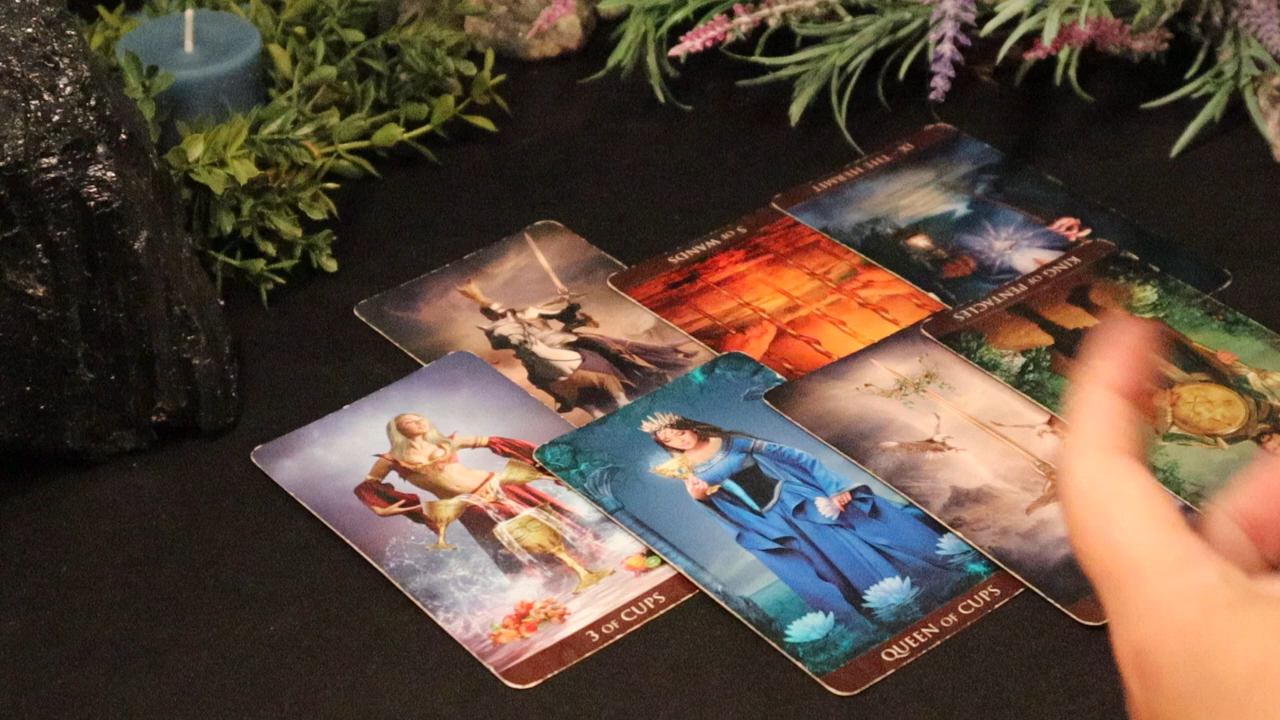 IX THE HERMIT
5 OF WANDS
KING OF PENTACLES
3 OF CUPS
QUEEN OF CUPS